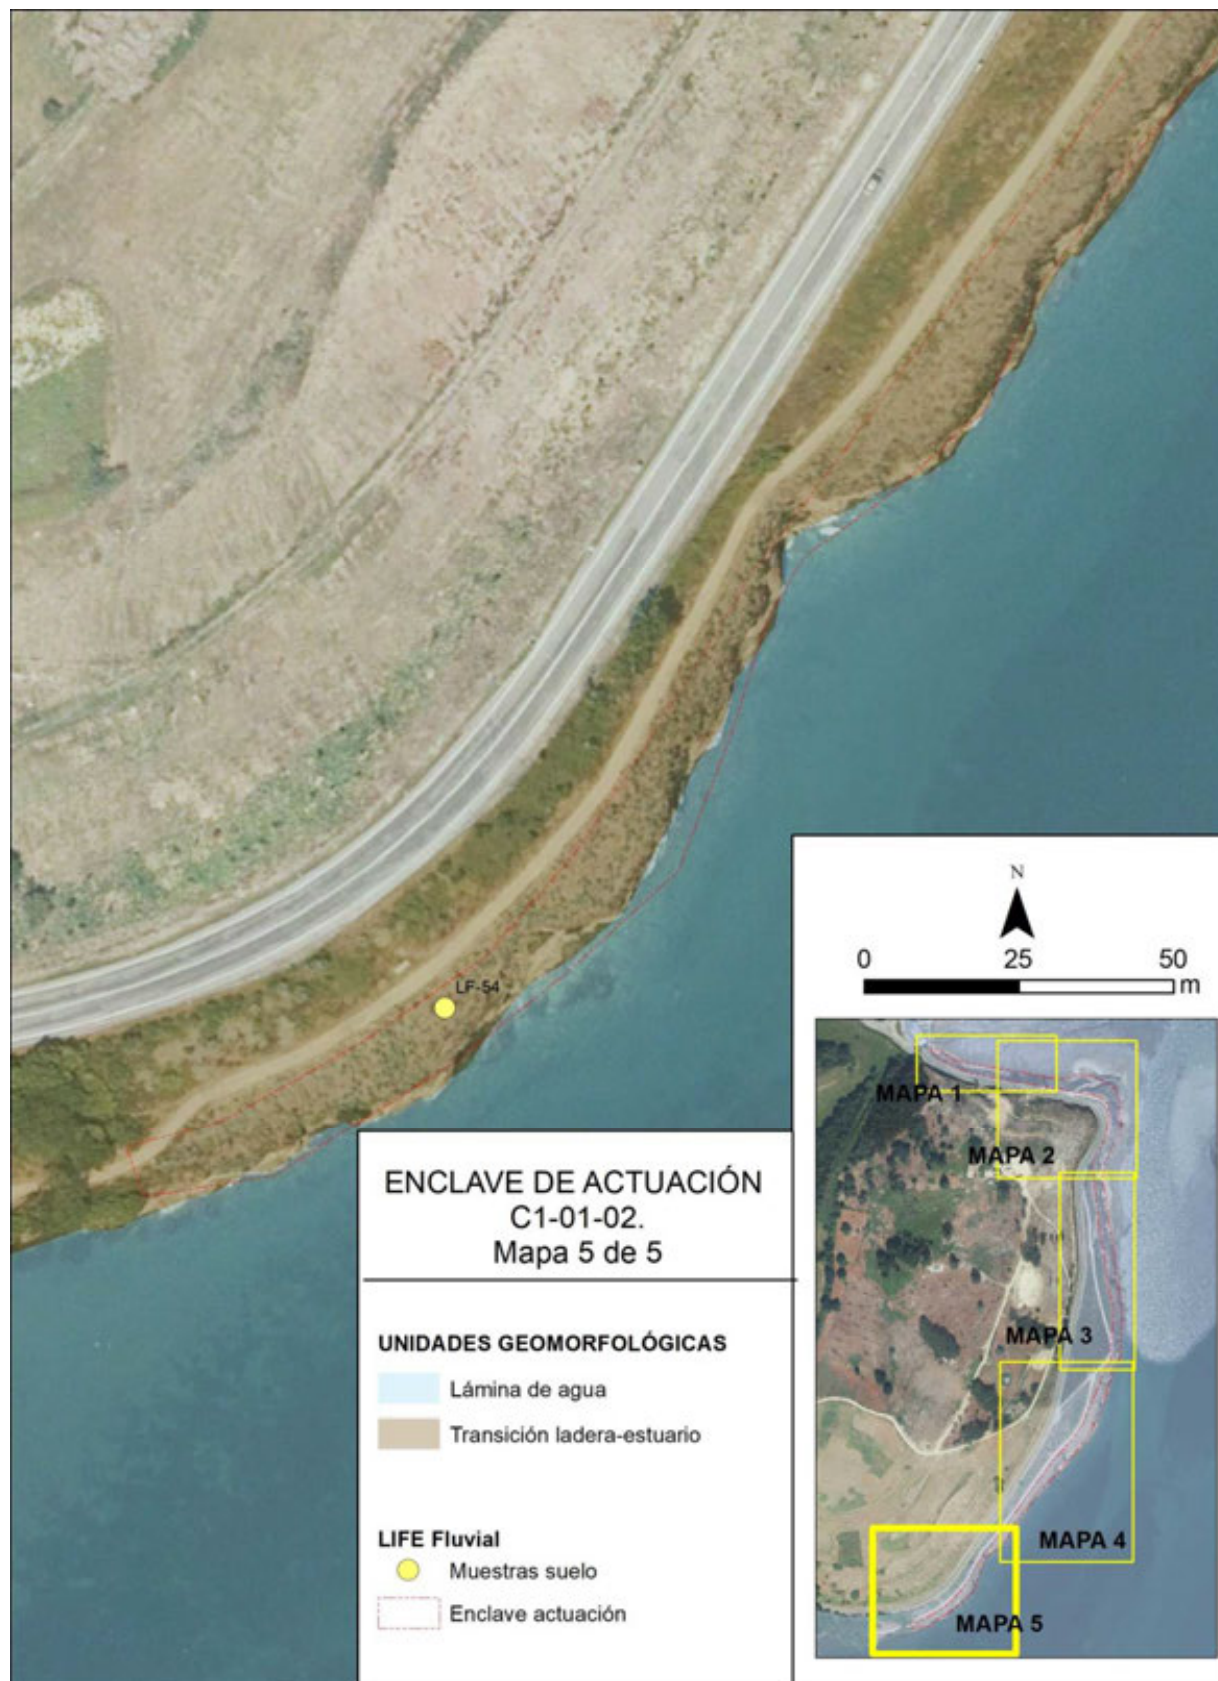 LF-54
N
0 25 50
m
MAPA 1
MAPA 2
MAPA 3
MAPA 4
MAPA 5
ENCLAVE DE ACTUACIÓN
C1-01-02.
Mapa 5 de 5
UNIDADES GEOMORFOLÓGICAS
Lámina de agua
Transición ladera-estuario
LIFE Fluvial
Muestras suelo
Enclave actuación